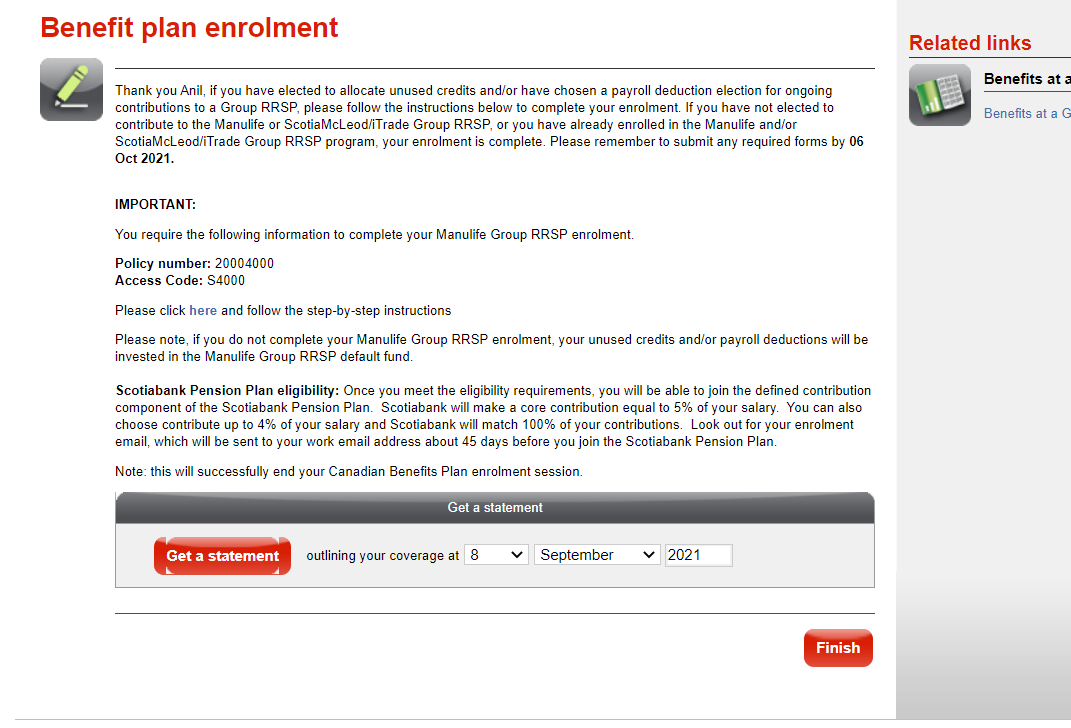 Benefit plan enrolment
Thank you Anil, if you have elected to allocate unused credits and/or have chosen a payroll deduction election for ongoing
contributions to a Group RRSP, please follow the instructions below to complete your enrolment. If you have not elected to
contribute to the Manulife or ScotiaMcLeod/iTrade Group RRSP, or you have already enrolled in the Manulife and/or
ScotiaMcLeod/iTrade Group RRSP program, your enrolment is complete. Please remember to submit any required forms by 06
Oct 2021.
IMPORTANT:
You require the following information to complete your Manulife Group RRSP enrolment.
Policy number: 20004000
Access Code: S4000
Please click here and follow the step-by-step instructions
Please note, if you do not complete your Manulife Group RRSP enrolment, your unused credits and/or payroll deductions will be
invested in the Manulife Group RRSP default fund.
Scotiabank Pension Plan eligibility: Once you meet the eligibility requirements, you will be able to join the defined contribution
component of the Scotiabank Pension Plan. Scotiabank will make a core contribution equal to 5% of your salary. You can also
choose contribute up to 4% of your salary and Scotiabank will match 100% of your contributions. Look out for your enrolment
email, which will be sent to your work email address about 45 days before you join the Scotiabank Pension Plan.
Note: this will successfully end your Canadian Benefits Plan enrolment session.
Get a statement
Get a statement outlining your coverage at 8 September 2021
Finish
Related links
Benefits at a
Benefits at a G